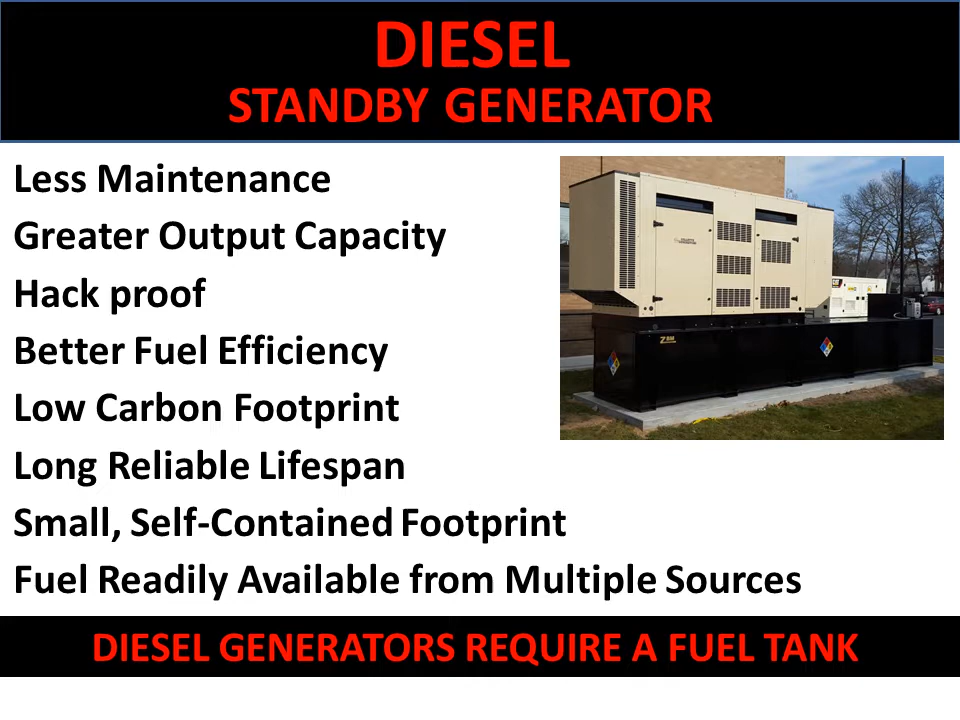 DIESEL
STANDBY GENERATOR
Less Maintenance
Greater Output Capacity
Hack proof
Better Fuel Efficiency
Low Carbon Footprint
Long Reliable Lifespan
Small, Self-Contained Footprint
Fuel Readily Available from Multiple Sources
CAT
DIESEL GENERATORS REQUIRE A FUEL TANK